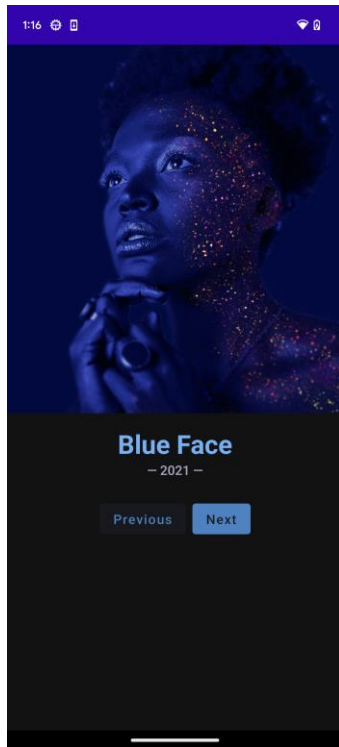 1:16
Blue Face
— 2021 —
Previous Next